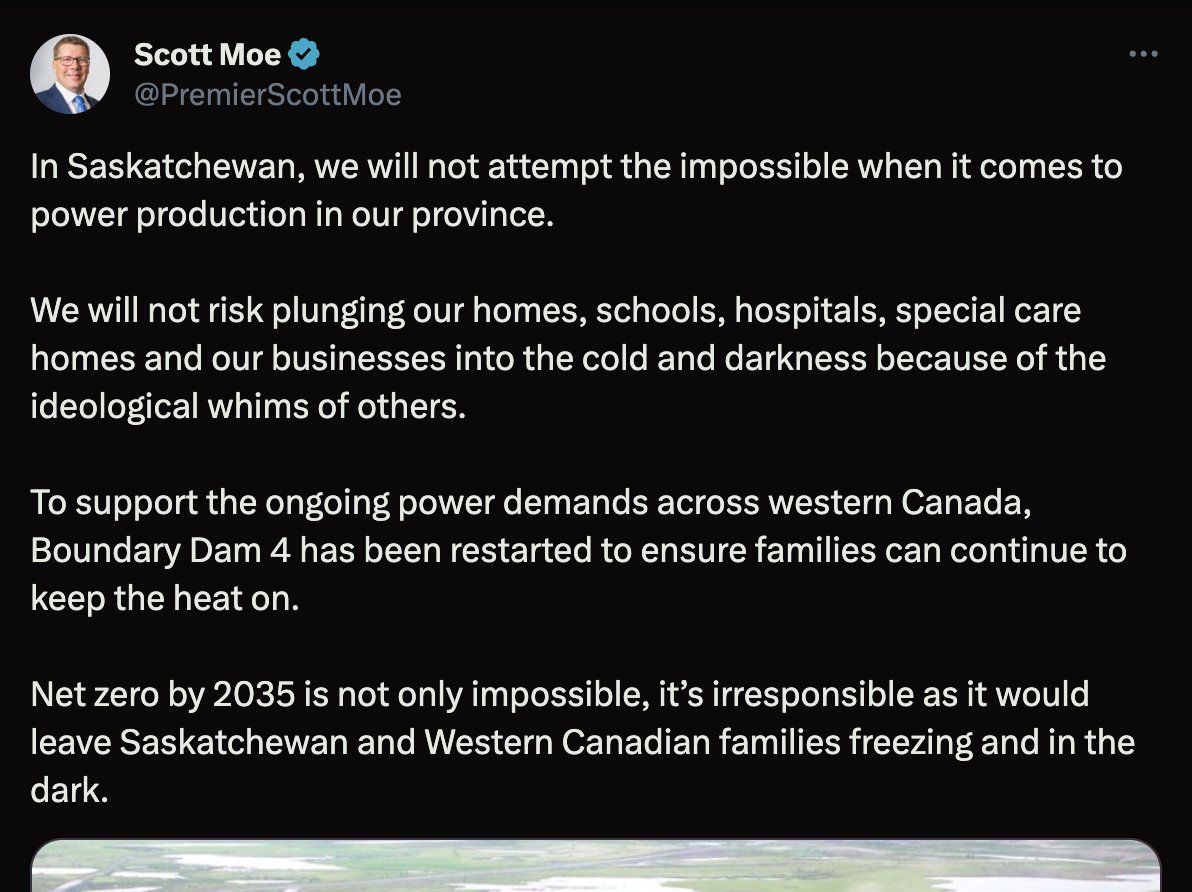 Scott Moe
@PremierScottMoe
In Saskatchewan, we will not attempt the impossible when it comes to
power production in our province.
We will not risk plunging our homes, schools, hospitals, special care
homes and our businesses into the cold and darkness because of the
ideological whims of others.
To support the ongoing power demands across western Canada,
Boundary Dam 4 has been restarted to ensure families can continue to
keep the heat on.
Net zero by 2035 is not only impossible, it’s irresponsible as it would
leave Saskatchewan and Western Canadian families freezing and in the
dark.